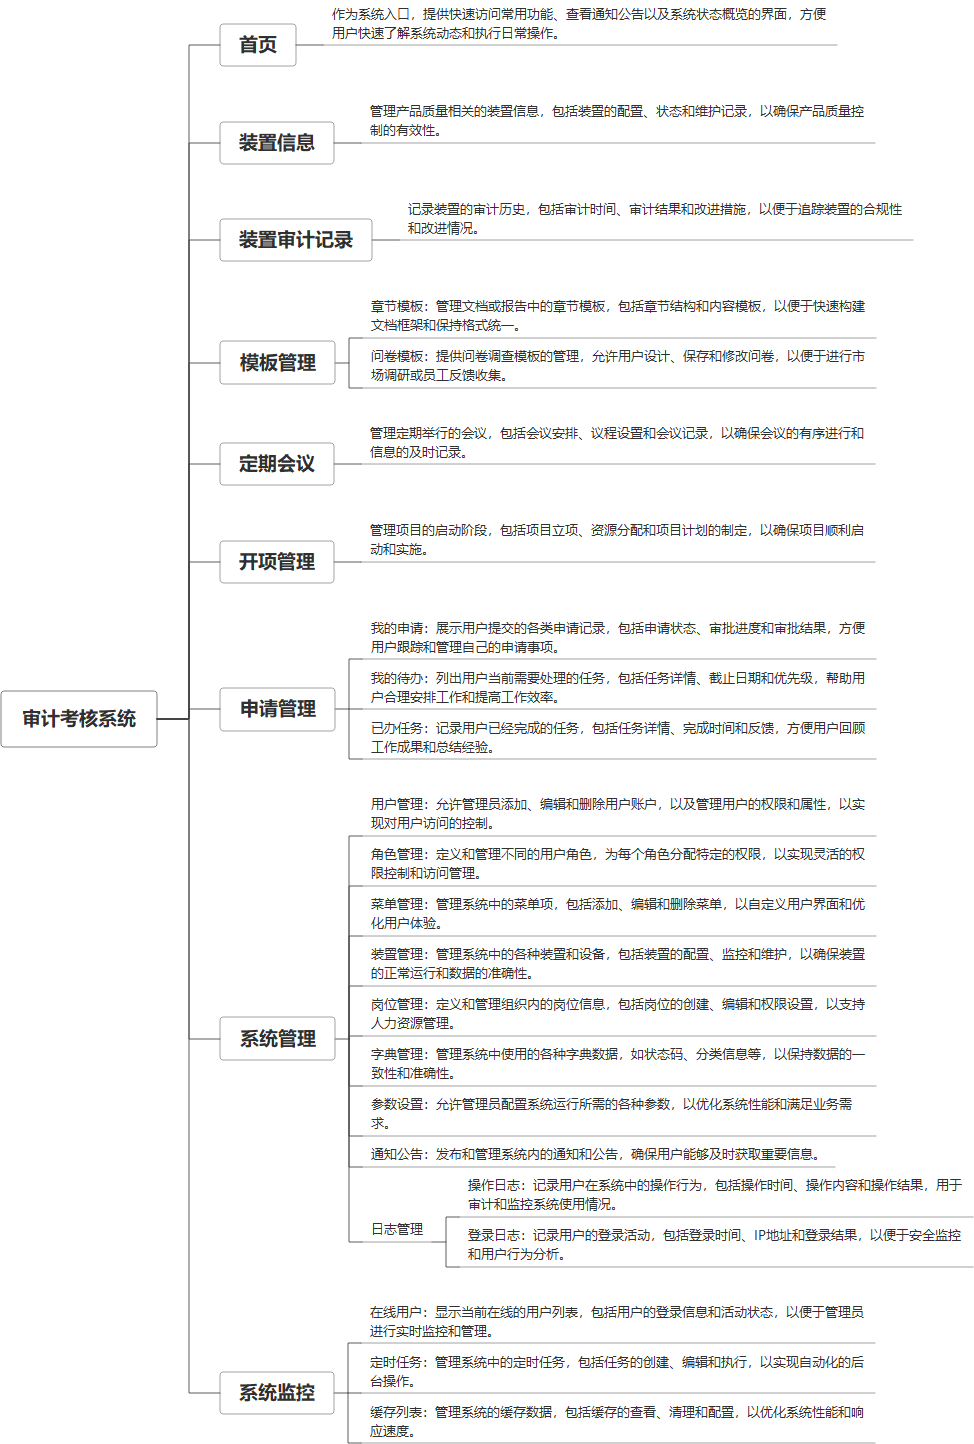 作为系统入口，提供快速访问常用功能、查看通知公告以及系统状态概览的界面，方便
用户快速了解系统动态和执行日常操作。
首页
管理产品质量相关的装置信息，包括装置的配置、状态和维护记录，以确保产品质量控
制的有效性。
装置信息
记录装置的审计历史，包括审计时间、审计结果和改进措施，以便于追踪装置的合规性
和改进情况。
装置审计记录
章节模板：管理文档或报告中的章节模板，包括章节结构和内容模板，以便于快速构建
文档框架和保持格式统一。
模板管理
问卷模板：提供问卷调查模板的管理，允许用户设计、保存和修改问卷，以便于进行市
场调研或员工反馈收集。
管理定期举行的会议，包括会议安排、议程设置和会议记录，以确保会议的有序进行和
信息的及时记录。
定期会议
管理项目的启动阶段，包括项目立项、资源分配和项目计划的制定，以确保项目顺利启
动和实施。
开项管理
我的申请：展示用户提交的各类申请记录，包括申请状态、审批进度和审批结果，方便
用户跟踪和管理自己的申请事项。
我的待办：列出用户当前需要处理的任务，包括任务详情、截止日期和优先级，帮助用
户合理安排工作和提高工作效率。
申请管理
审计考核系统
已办任务：记录用户已经完成的任务，包括任务详情、完成时间和反馈，方便用户回顾
工作成果和总结经验。
用户管理：允许管理员添加、编辑和删除用户账户，以及管理用户的权限和属性，以实
现对用户访问的控制。
角色管理：定义和管理不同的用户角色，为每个角色分配特定的权限，以实现灵活的权
限控制和访问管理。
菜单管理：管理系统中的菜单项，包括添加、编辑和删除菜单，以自定义用户界面和优
化用户体验。
装置管理：管理系统中的各种装置和设备，包括装置的配置、监控和维护，以确保装置
的正常运行和数据的准确性。
岗位管理：定义和管理组织内的岗位信息，包括岗位的创建、编辑和权限设置，以支持
人力资源管理。
系统管理
字典管理：管理系统中使用的各种字典数据，如状态码、分类信息等，以保持数据的一
致性和准确性。
参数设置：允许管理员配置系统运行所需的各种参数，以优化系统性能和满足业务需
求。
通知公告：发布和管理系统内的通知和公告，确保用户能够及时获取重要信息。
操作日志：记录用户在系统中的操作行为，包括操作时间、操作内容和操作结果，用于
审计和监控系统使用情况。
日志管理
登录日志：记录用户的登录活动，包括登录时间、IP地址和登录结果，以便于安全监控
和用户行为分析。
在线用户：显示当前在线的用户列表，包括用户的登录信息和活动状态，以便于管理员
进行实时监控和管理。
定时任务：管理系统中的定时任务，包括任务的创建、编辑和执行，以实现自动化的后
台操作。
系统监控
缓存列表：管理系统的缓存数据，包括缓存的查看、清理和配置，以优化系统性能和响
应速度。